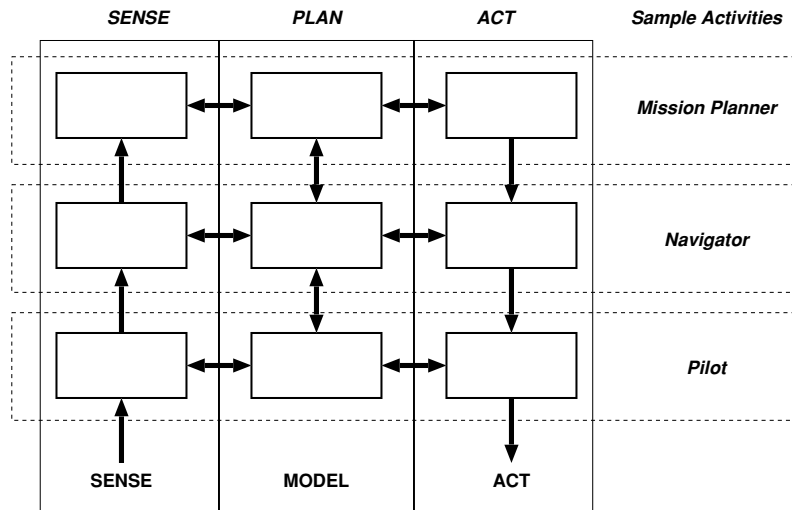 SENSE PLAN ACT Sample Activities
Mission Planner
Navigator
Pilot
SENSE MODEL ACT